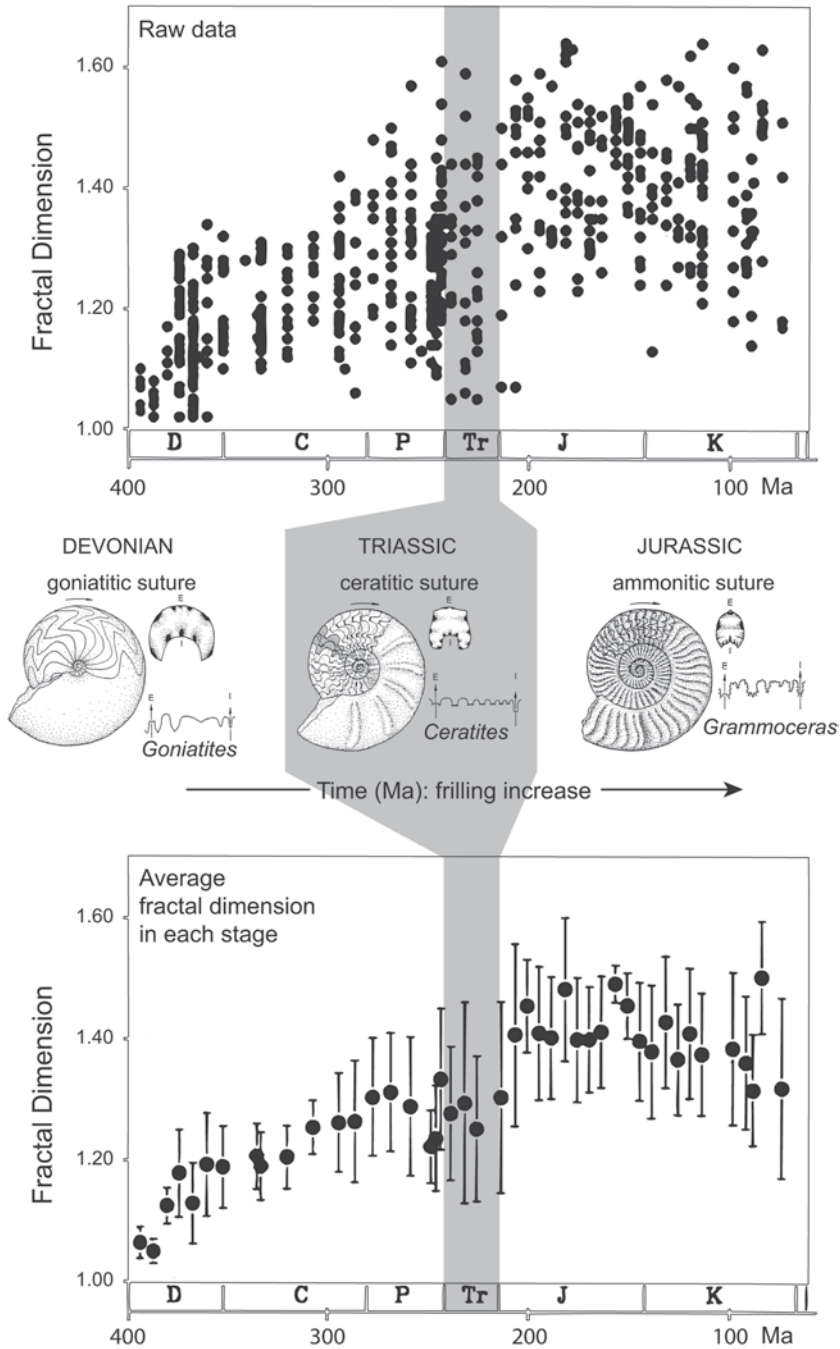 Raw data
Fractal Dimension
1.60
1.40
1.20
1.00
D C P Tr J K
400 300 200 100 Ma
DEVONIAN TRIASSIC JURASSIC
goniatitic suture ceratitic suture ammonitic suture
E E E
I I I
E I E I E I
Goniatites Ceratites Grammoceras
Time (Ma): frilling increase
Average
fractal dimension
in each stage
Fractal Dimension
1.60
1.40
1.20
1.00
D C P Tr J K
400 300 200 100 Ma